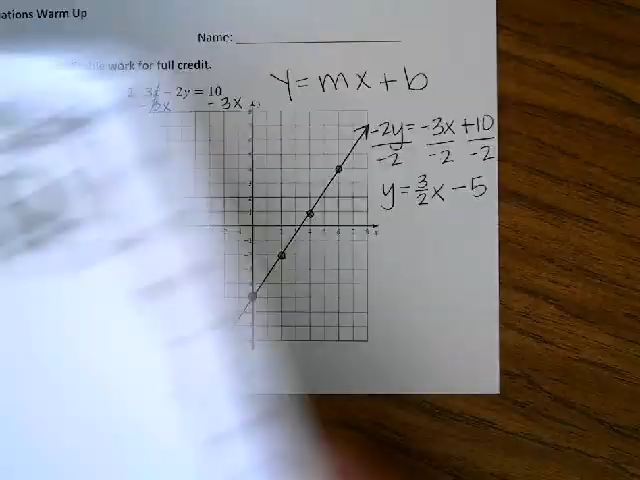 ations Warm Up
Name:
work for full credit.
y = mx + b
2. 3x - 2y = 10
-3x -3x
-2y = -3x + 10
-2 -2 -2
y = 3/2 x - 5